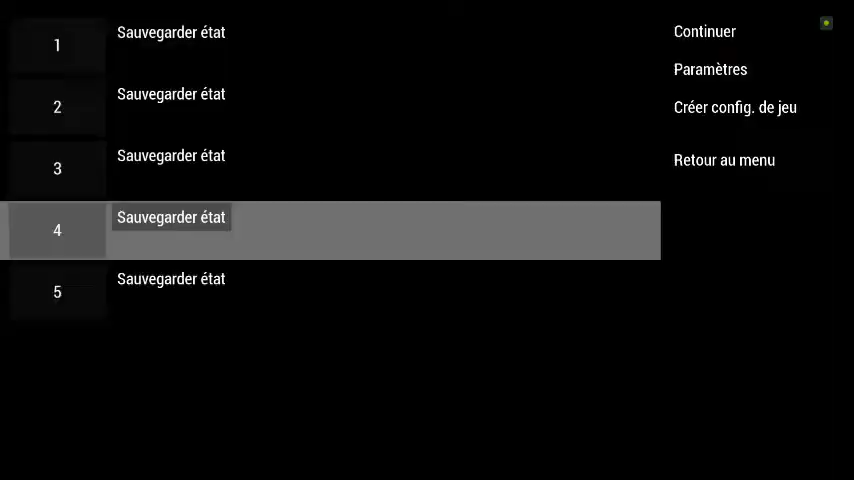 1
Sauvegarder état
2
Sauvegarder état
3
Sauvegarder état
4
Sauvegarder état
5
Sauvegarder état
Continuer
Paramètres
Créer config. de jeu
Retour au menu